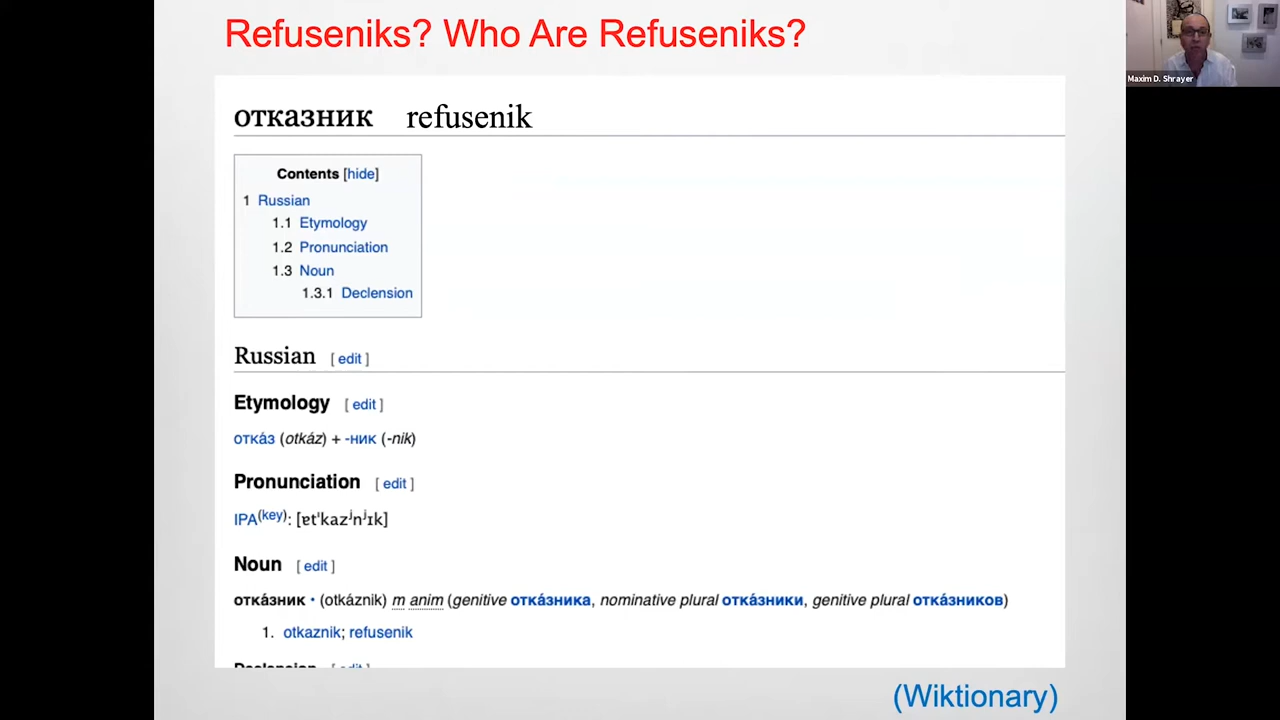 Refuseniks? Who Are Refuseniks?
Maxim D. Shrayer
отказник refusenik
Contents [hide]
1 Russian
1.1 Etymology
1.2 Pronunciation
1.3 Noun
1.3.1 Declension
Russian [ edit ]
Etymology [ edit ]
отка́з (otkáz) + -ник (-nik)
Pronunciation [ edit ]
IPA(key): [ɐtˈkazʲnʲɪk]
Noun [ edit ]
отка́зник • (otkáznik) m anim (genitive отка́зника, nominative plural отка́зники, genitive plural отка́зников)
1. otkaznik; refusenik
Declension [ edit ]
(Wiktionary)